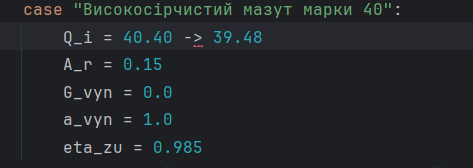 case "Високосірчистий мазут марки 40":
Q_i = 40.40 -> 39.48
A_r = 0.15
G_vyn = 0.0
a_vyn = 1.0
eta_zu = 0.985